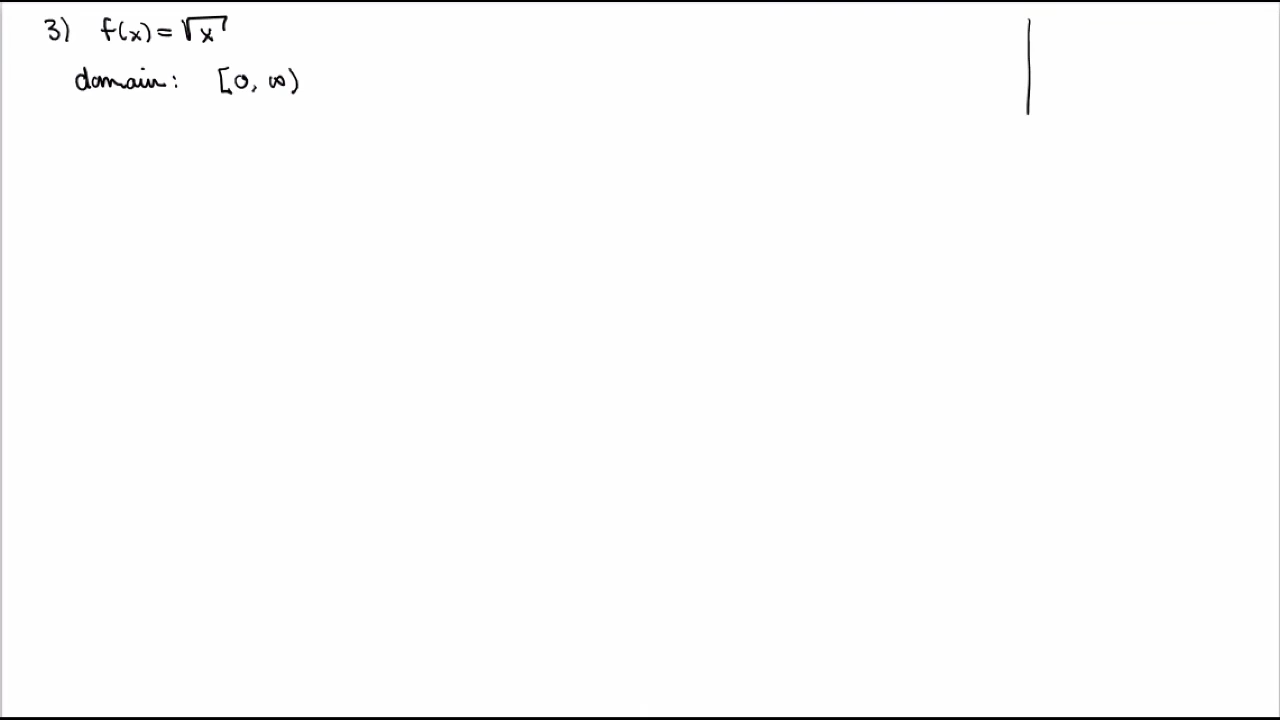 3) f(x) = √x
domain: [0, ∞)